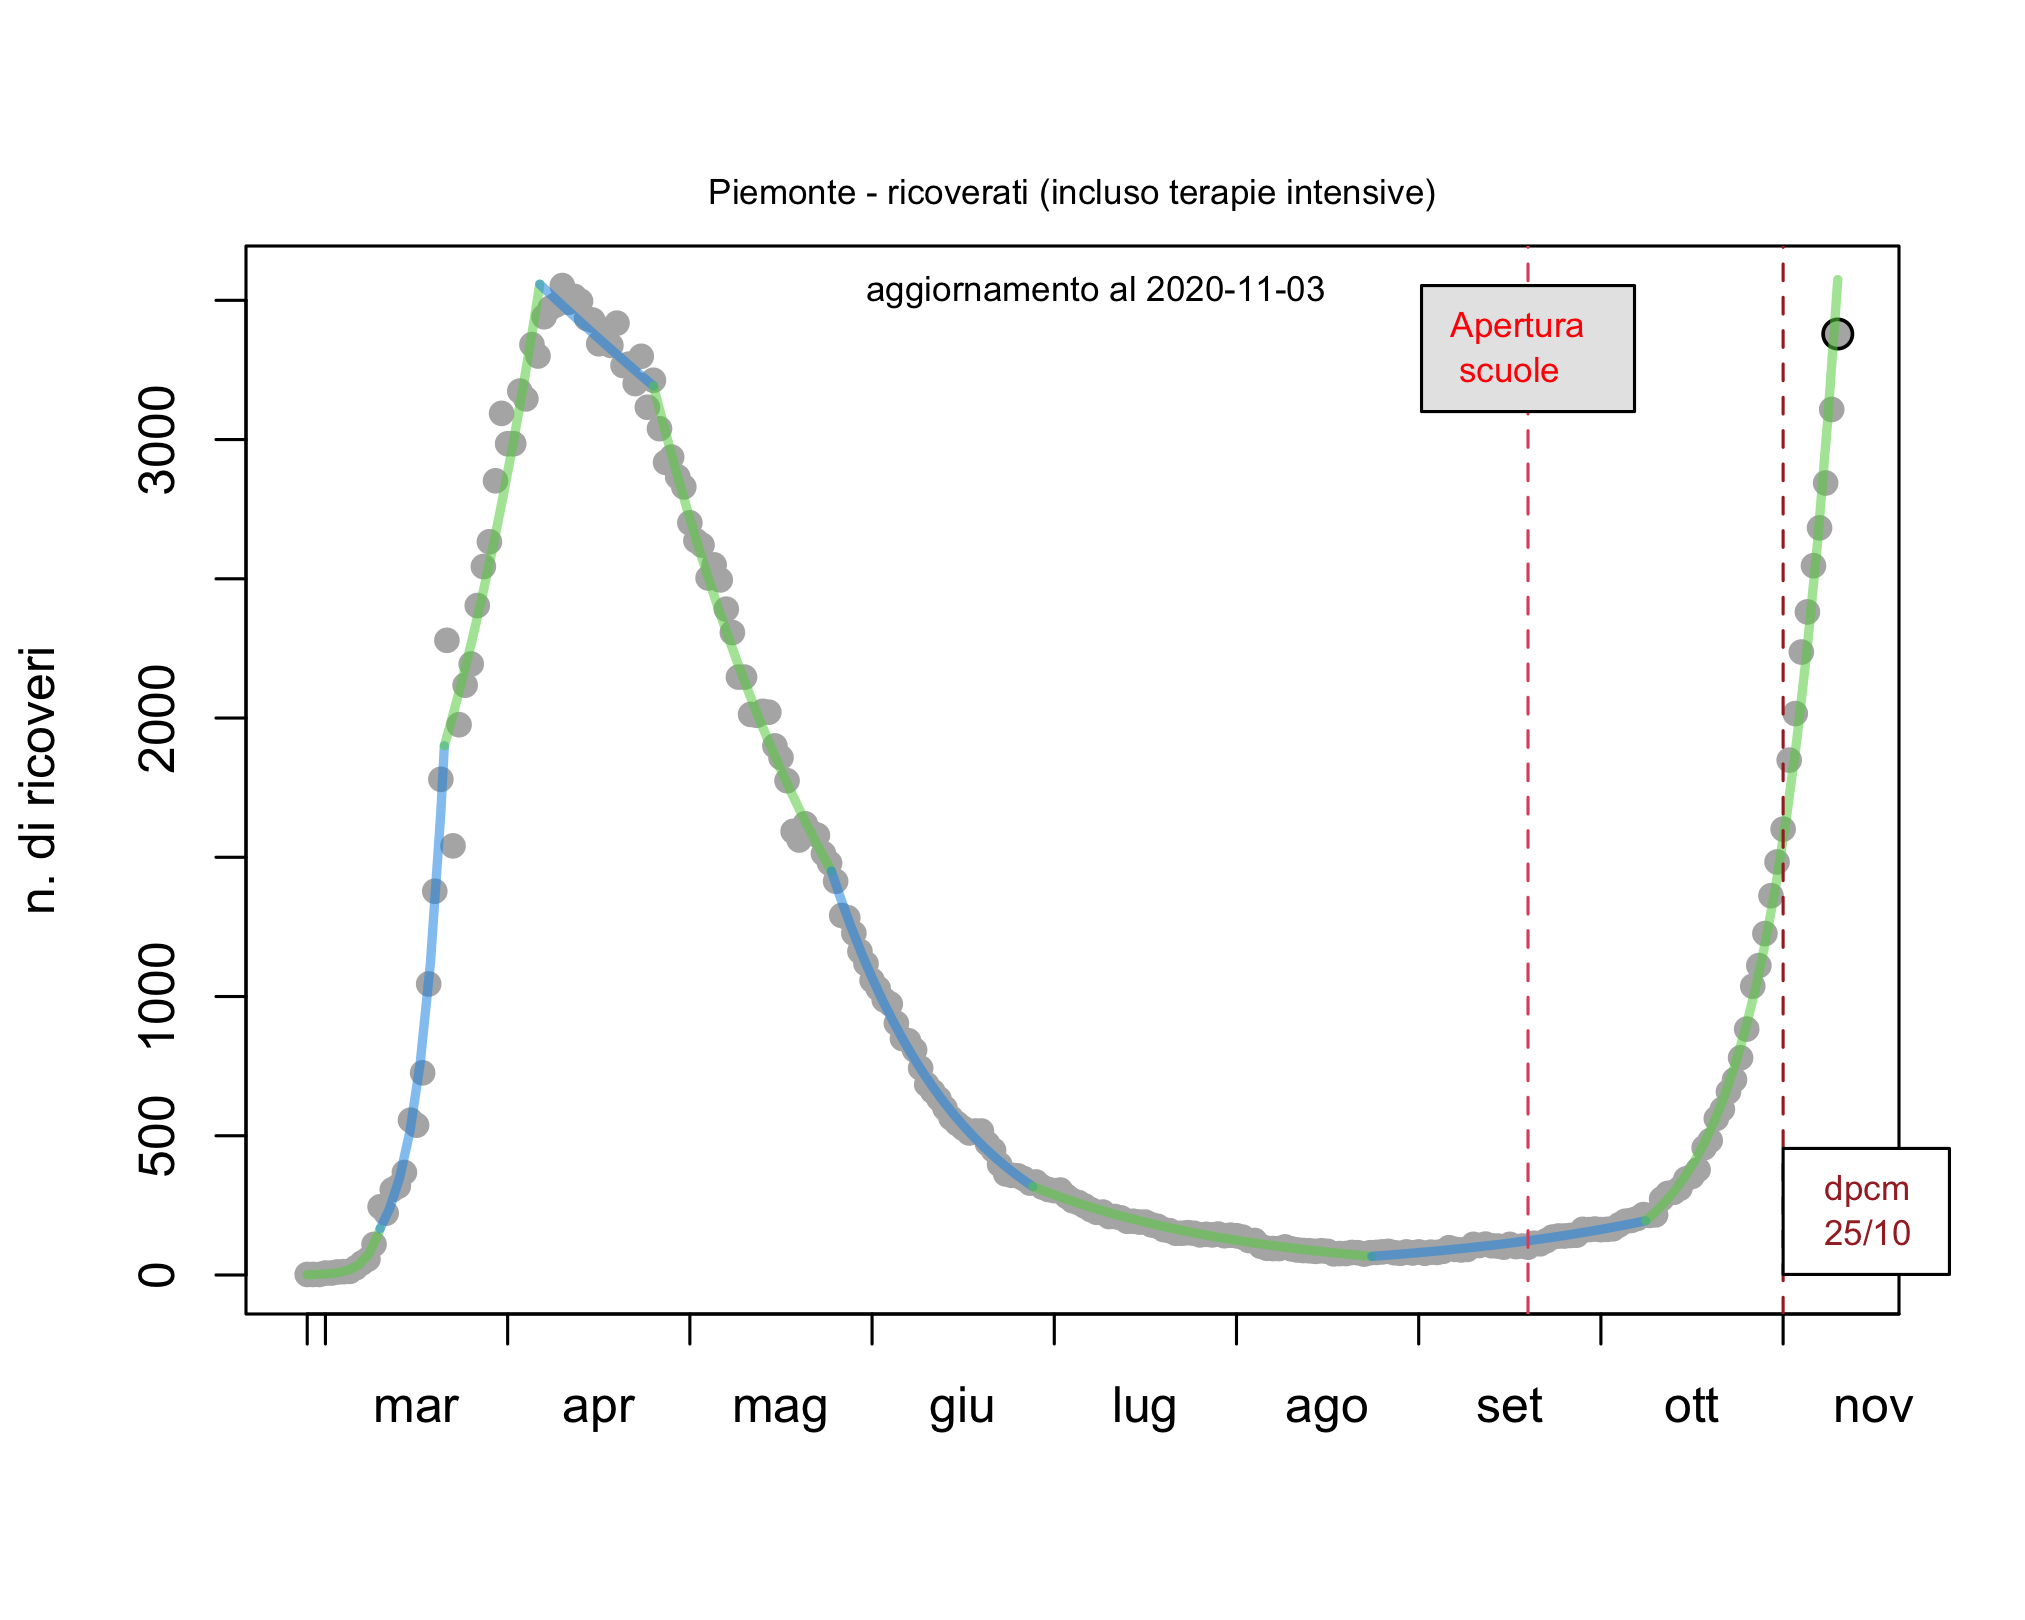 Piemonte - ricoverati (incluso terapie intensive)
aggiornamento al 2020-11-03
Apertura
scuole
n. di ricoveri
3000
2000
1000
500
0
dpcm
25/10
mar apr mag giu lug ago set ott nov